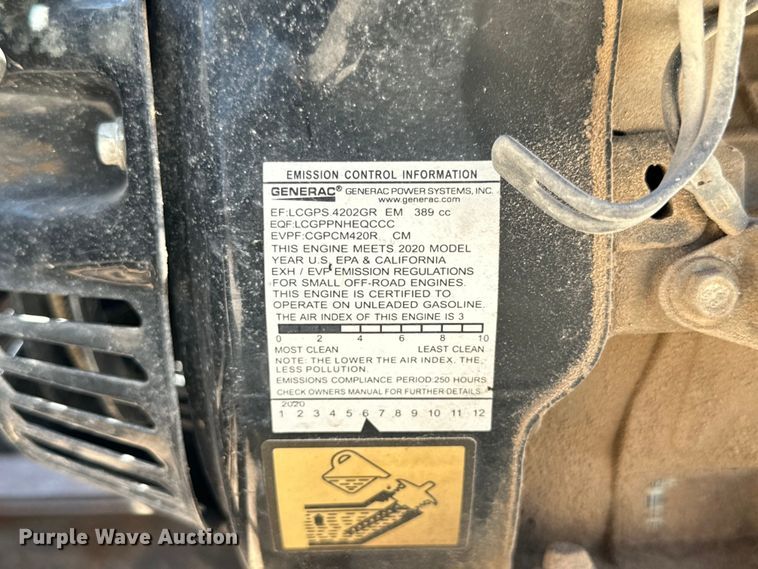 EMISSION CONTROL INFORMATION
GENERAC® GENERAC POWER SYSTEMS, INC.
www.generac.com
EF:LCGPS.4202GR EM 389 cc
EQF:LCGPPNHEQCCC
EVPF:CGPCM420R CM
THIS ENGINE MEETS 2020 MODEL
YEAR U.S. EPA & CALIFORNIA
EXH / EVP EMISSION REGULATIONS
FOR SMALL OFF-ROAD ENGINES.
THIS ENGINE IS CERTIFIED TO
OPERATE ON UNLEADED GASOLINE.
THE AIR INDEX OF THIS ENGINE IS 3
0 2 4 6 8 10
MOST CLEAN LEAST CLEAN
NOTE: THE LOWER THE AIR INDEX, THE
LESS POLLUTION.
EMISSIONS COMPLIANCE PERIOD:250 HOURS
CHECK OWNERS MANUAL FOR FURTHER DETAILS.
2020
1 2 3 4 5 6 7 8 9 10 11 12
Purple Wave Auction